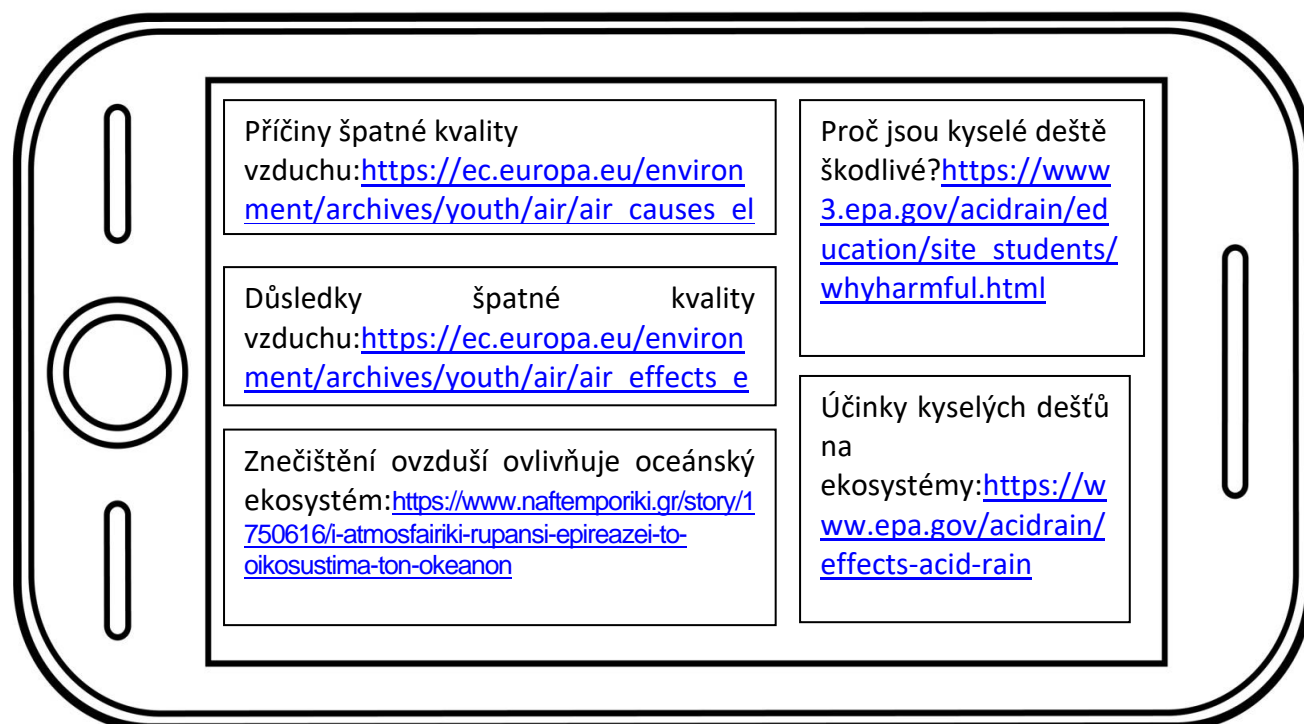 Příčiny špatné kvality
vzduchu:https://ec.europa.eu/environ
ment/archives/youth/air/air_causes_el
Důsledky špatné kvality
vzduchu:https://ec.europa.eu/environ
ment/archives/youth/air/air_effects_e
Znečištění ovzduší ovlivňuje oceánský
ekosystém:https://www.naftemporiki.gr/story/1
750616/i-atmosfairiki-rupansi-epireazei-to-
oikosustima-ton-okeanon
Proč jsou kyselé deště
škodlivé?https://www
3.epa.gov/acidrain/ed
ucation/site_students/
whyharmful.html
Účinky kyselých dešťů
na
ekosystémy:https://w
ww.epa.gov/acidrain/
effects-acid-rain